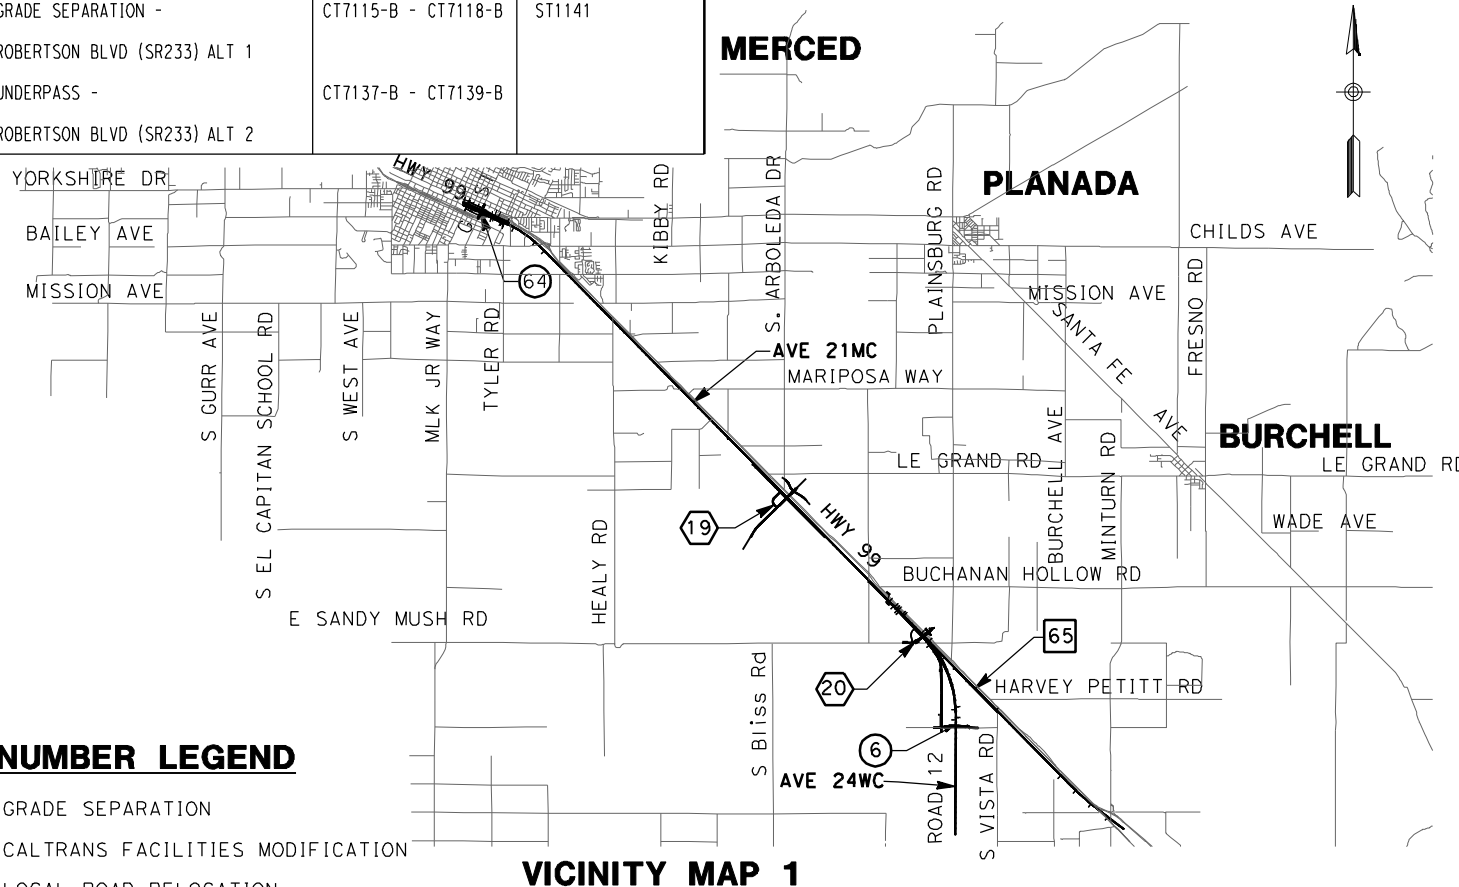 GRADE SEPARATION - CT7115-B - CT7118-B ST1141
ROBERTSON BLVD (SR233) ALT 1
UNDERPASS - CT7137-B - CT7139-B
ROBERTSON BLVD (SR233) ALT 2
MERCED
PLANADA
YORKSHIRE DR
HWY 99
G ST
KIBBY RD
S. ARBOLEDA DR
PLAINSBURG RD
BAILEY AVE
CHILDS AVE
MISSION AVE
64
MISSION AVE
SANTA FE AVE
FRESNO RD
S GURR AVE
S EL CAPITAN SCHOOL RD
S WEST AVE
MLK JR WAY
TYLER RD
AVE 21MC
MARIPOSA WAY
BURCHELL
LE GRAND RD
LE GRAND RD
BURCHELL AVE
MINTURN RD
19
HWY 99
WADE AVE
HEALY RD
BUCHANAN HOLLOW RD
E SANDY MUSH RD
65
20
HARVEY PETITT RD
S Bliss Rd
6
AVE 24WC
ROAD 12
S VISTA RD
NUMBER LEGEND
GRADE SEPARATION
CALTRANS FACILITIES MODIFICATION
LOCAL ROAD RELOCATION
VICINITY MAP 1